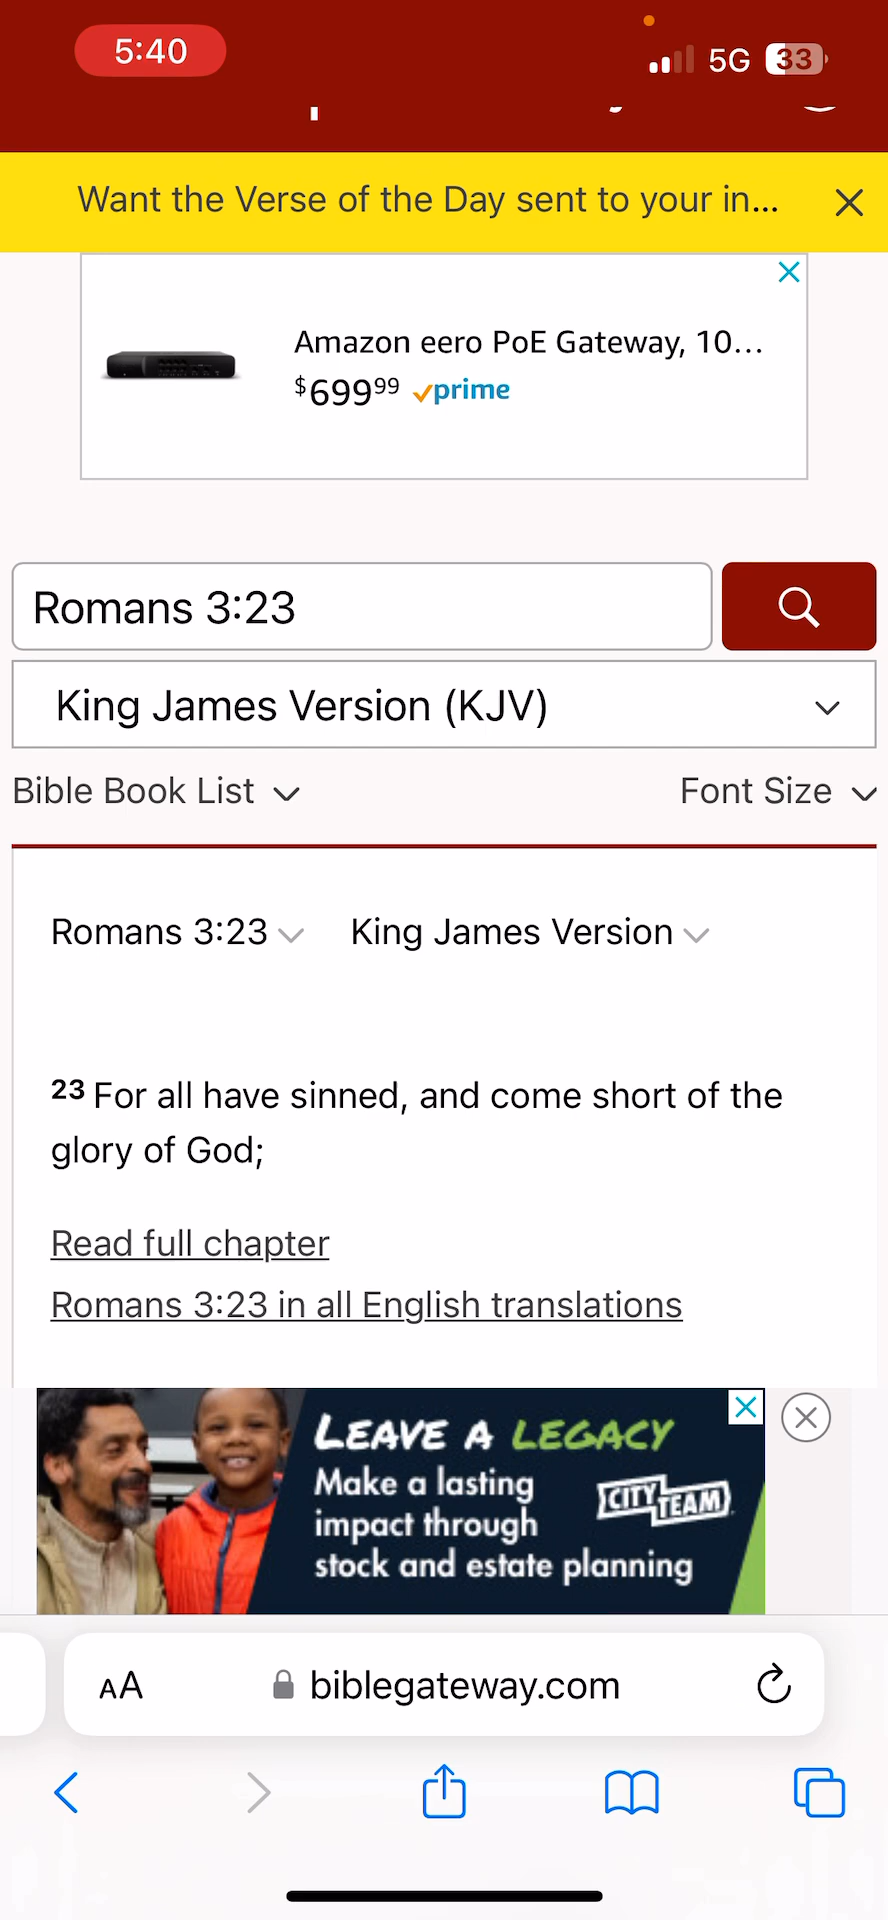 5:40
5G 33
Want the Verse of the Day sent to your in...
Amazon eero PoE Gateway, 10...
$699.99 prime
Romans 3:23
King James Version (KJV)
Bible Book List Font Size
Romans 3:23 King James Version
23 For all have sinned, and come short of the
glory of God;
Read full chapter
Romans 3:23 in all English translations
LEAVE A LEGACY
Make a lasting
impact through
stock and estate planning
CITY TEAM
AA biblegateway.com